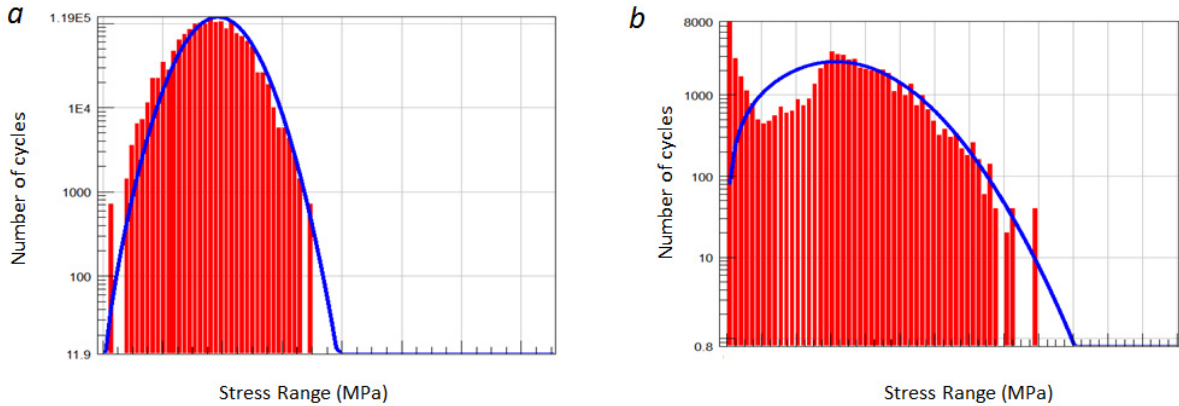 a
1.19E5
1E4
1000
100
11.9
Number of cycles
Stress Range (MPa)
b
8000
1000
100
10
0.8
Number of cycles
Stress Range (MPa)